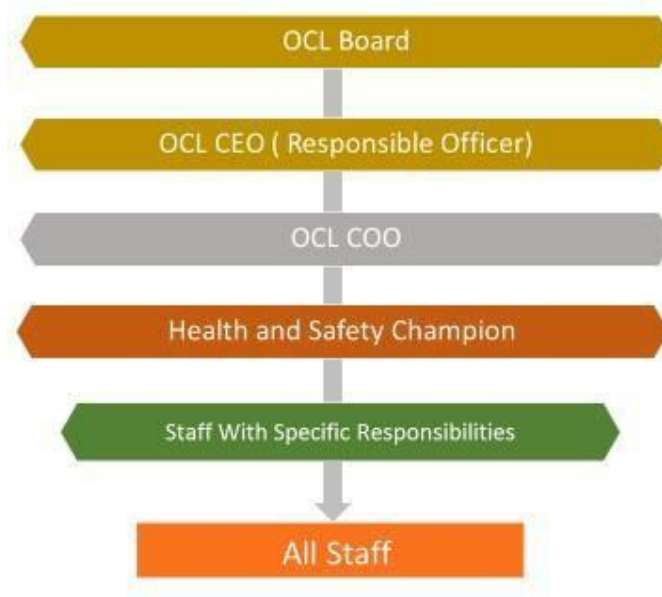 OCL Board
OCL CEO ( Responsible Officer)
OCL COO
Health and Safety Champion
Staff With Specific Responsibilities
All Staff